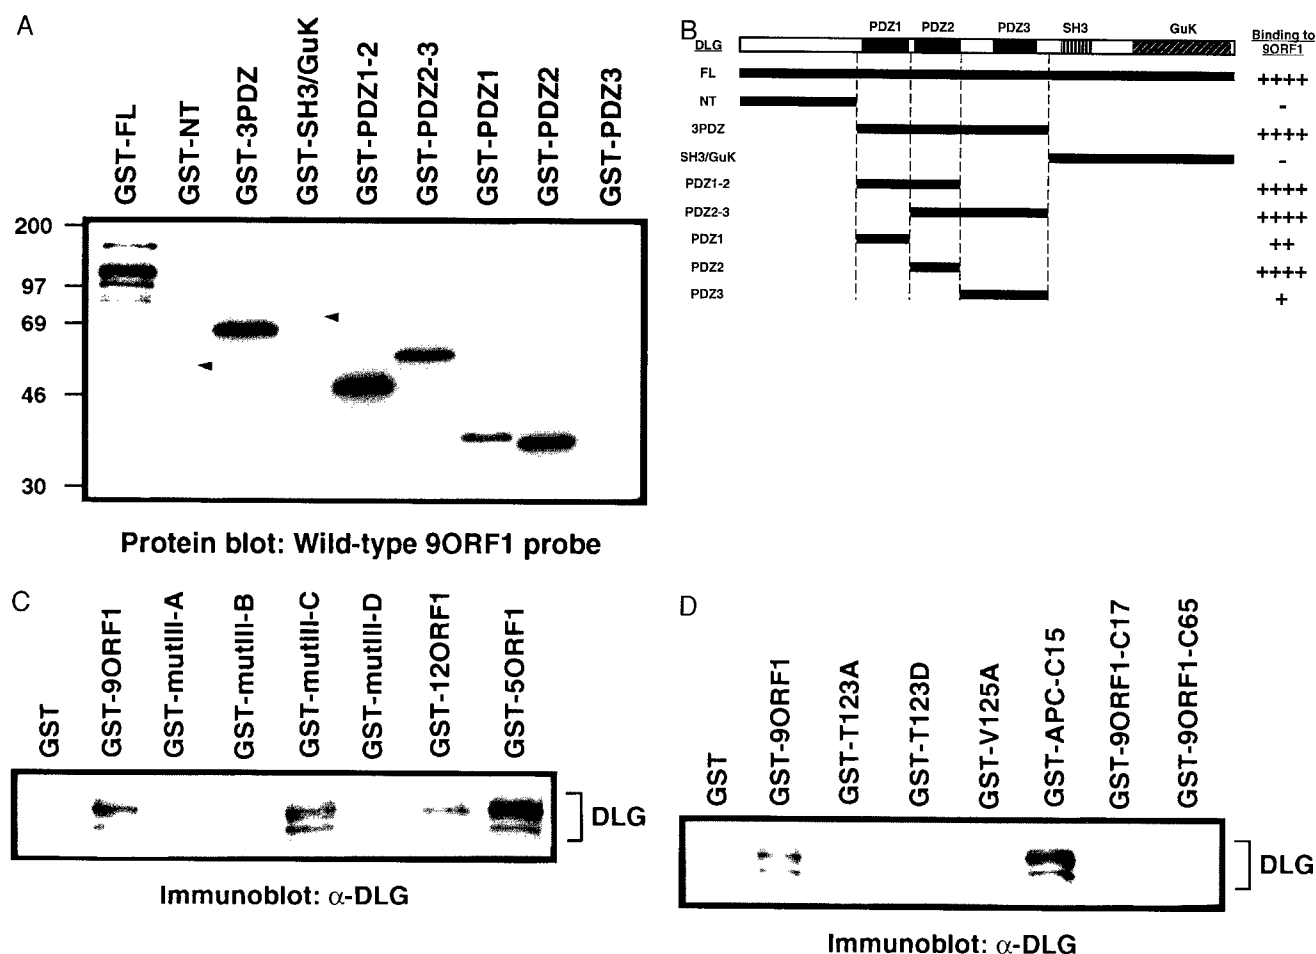 A
GST-FL
GST-NT
GST-3PDZ
GST-SH3/GuK
GST-PDZ1-2
GST-PDZ2-3
GST-PDZ1
GST-PDZ2
GST-PDZ3
200
97
69
46
30
Protein blot: Wild-type 9ORF1 probe
B
PDZ1 PDZ2 PDZ3 SH3 GuK
DLG
Binding to
9ORF1
FL ++++
NT -
3PDZ ++++
SH3/GuK -
PDZ1-2 ++++
PDZ2-3 ++++
PDZ1 ++
PDZ2 ++++
PDZ3 +
C
GST
GST-9ORF1
GST-mutIII-A
GST-mutIII-B
GST-mutIII-C
GST-mutIII-D
GST-12ORF1
GST-5ORF1
DLG
Immunoblot: α-DLG
D
GST
GST-9ORF1
GST-T123A
GST-T123D
GST-V125A
GST-APC-C15
GST-9ORF1-C17
GST-9ORF1-C65
DLG
Immunoblot: α-DLG